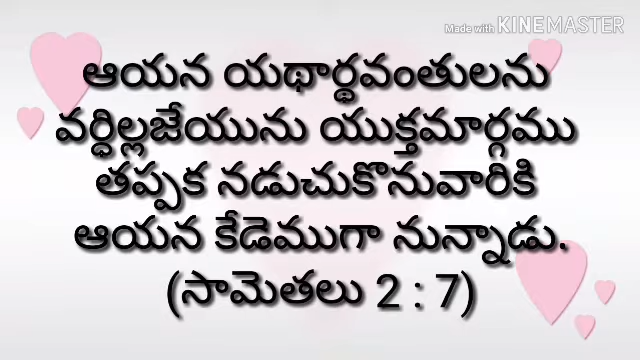 Made with KINEMASTER
ఆయన యథార్థవంతులను
వర్ధిల్లజేయును యుక్తమార్గము
తప్పక నడుచుకొనువారికి
ఆయన కేడెముగా నున్నాడు.
(సామెతలు 2 : 7)